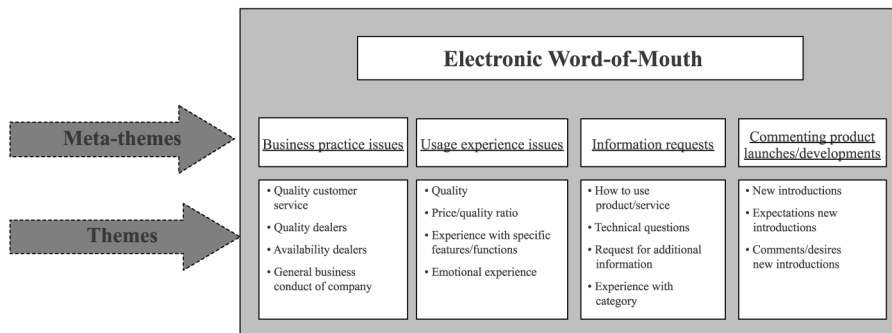 Electronic Word-of-Mouth
Meta-themes
Business practice issues
Usage experience issues
Information requests
Commenting product
launches/developments
Themes
• Quality customer
service
• Quality dealers
• Availability dealers
• General business
conduct of company
• Quality
• Price/quality ratio
• Experience with specific
features/functions
• Emotional experience
• How to use
product/service
• Technical questions
• Request for additional
information
• Experience with
category
• New introductions
• Expectations new
introductions
• Comments/desires
new introductions